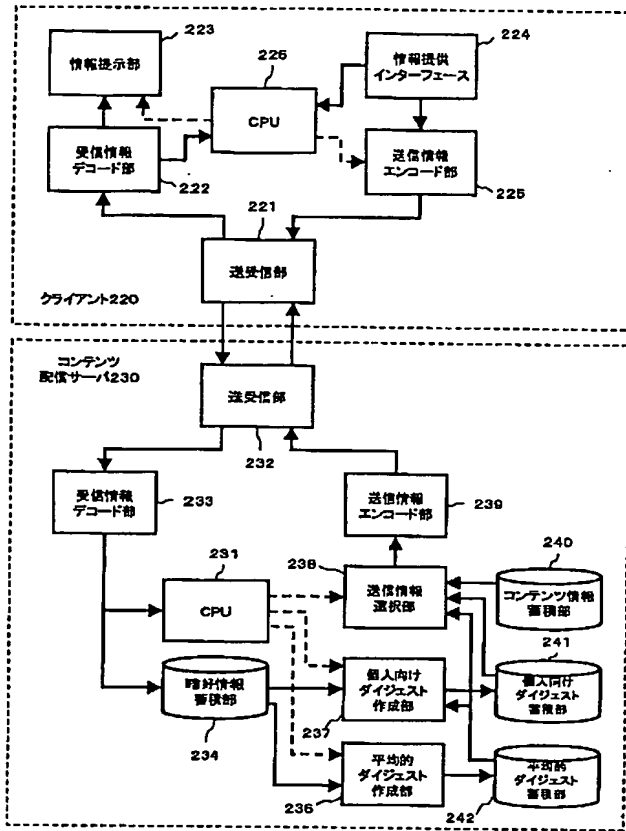 223
情報提示部
226
CPU
224
情報提供
インターフェース
受信情報
デコード部
222
送信情報
エンコード部
225
221
送受信部
クライアント220
コンテンツ
配信サーバ230
送受信部
232
受信情報
デコード部
233
送信情報
エンコード部
239
231
CPU
238
送信情報
選択部
240
コンテンツ情報
蓄積部
嗜好情報
蓄積部
234
個人向け
ダイジェスト
作成部
237
241
個人向け
ダイジェスト
蓄積部
平均的
ダイジェスト
作成部
236
平均的
ダイジェスト
蓄積部
242